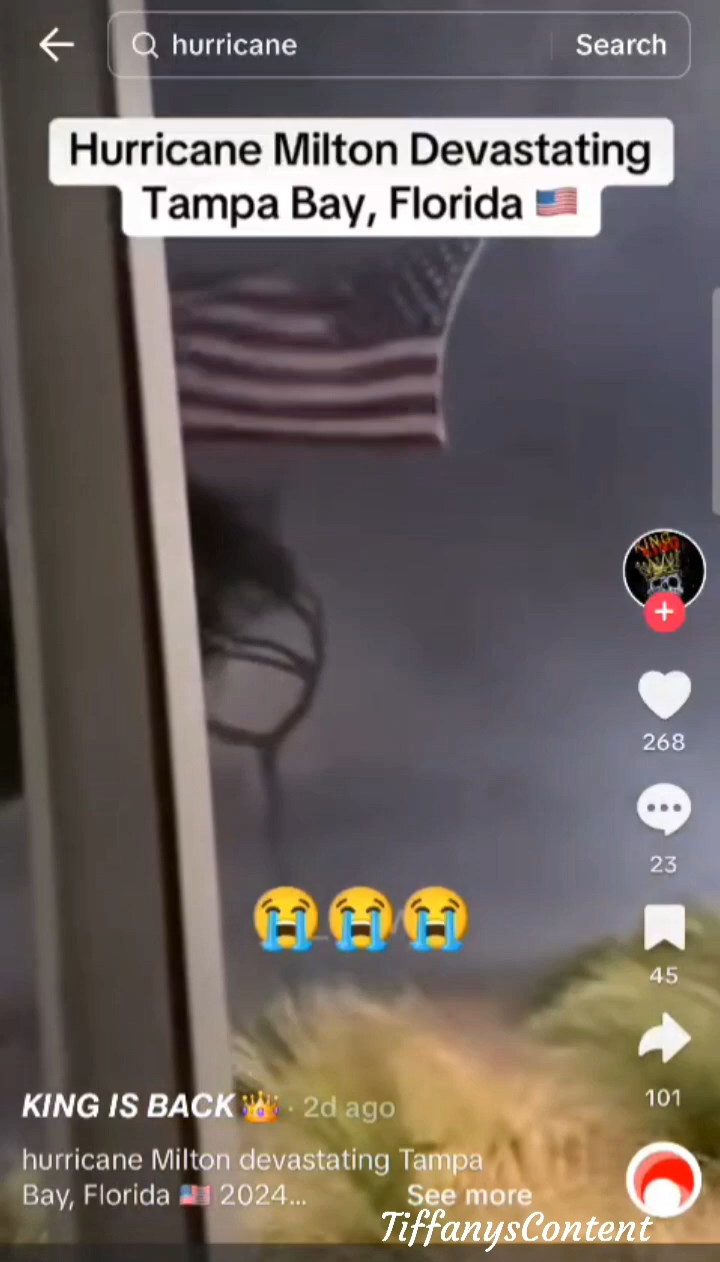 hurricane
Search
Hurricane Milton Devastating
Tampa Bay, Florida 🇺🇸
268
23
45
101
😭😭😭
KING IS BACK👑 · 2d ago
hurricane Milton devastating Tampa
Bay, Florida 🇺🇸 2024... See more
TiffanysContent